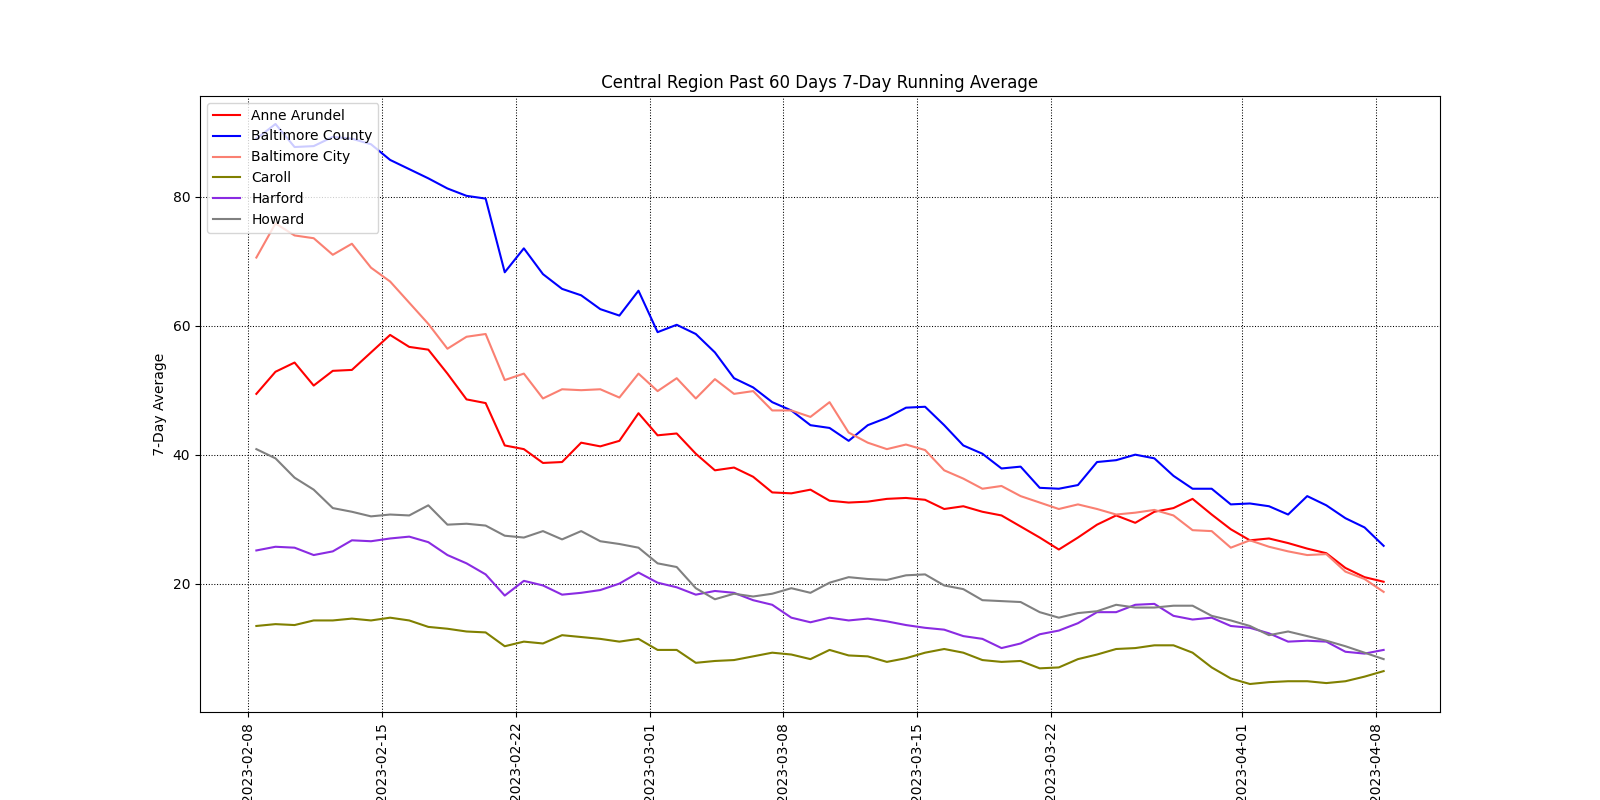 Central Region Past 60 Days 7-Day Running Average
Anne Arundel
Baltimore County
Baltimore City
Caroll
Harford
Howard
7-Day Average
80
60
40
20
2023-02-08
2023-02-15
2023-02-22
2023-03-01
2023-03-08
2023-03-15
2023-03-22
2023-04-01
2023-04-08